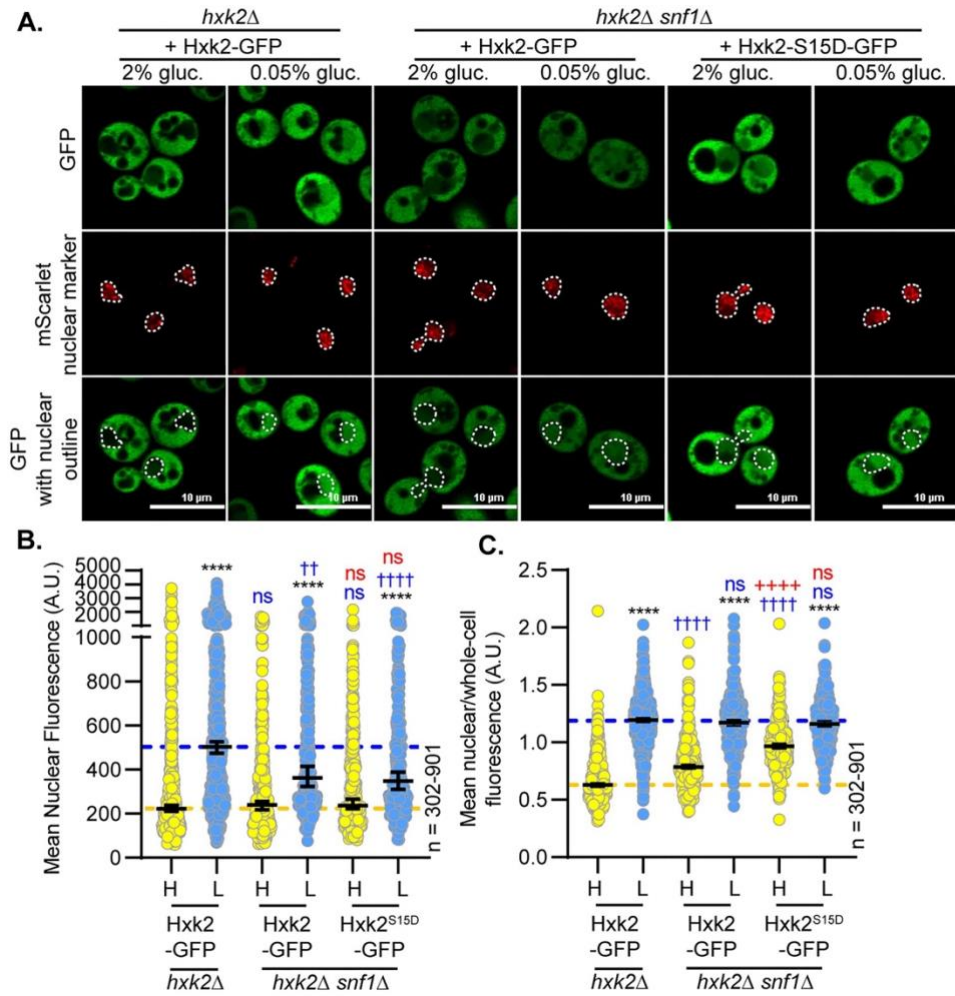 A.
hxk2Δ
hxk2Δ snf1Δ
+ Hxk2-GFP
+ Hxk2-GFP
+ Hxk2-S15D-GFP
2% gluc.
0.05% gluc.
2% gluc.
0.05% gluc.
2% gluc.
0.05% gluc.
GFP
mScarlet
nuclear marker
GFP
with nuclear
outline
10 µm
10 µm
10 µm
10 µm
10 µm
10 µm
B.
Mean Nuclear Fluorescence (A.U.)
5000
4000
3000
2000
1000
800
600
400
200
0
****
ns
††
****
ns
ns
ns
††††
****
n = 302-901
H
L
H
L
H
L
Hxk2
-GFP
Hxk2
-GFP
Hxk2S15D
-GFP
hxk2Δ
hxk2Δ snf1Δ
C.
Mean nuclear/whole-cell
fluorescence (A.U.)
2.5
2.0
1.5
1.0
0.5
0.0
****
††††
ns
****
++++
††††
ns
ns
****
n = 302-901
H
L
H
L
H
L
Hxk2
-GFP
Hxk2
-GFP
Hxk2S15D
-GFP
hxk2Δ
hxk2Δ snf1Δ